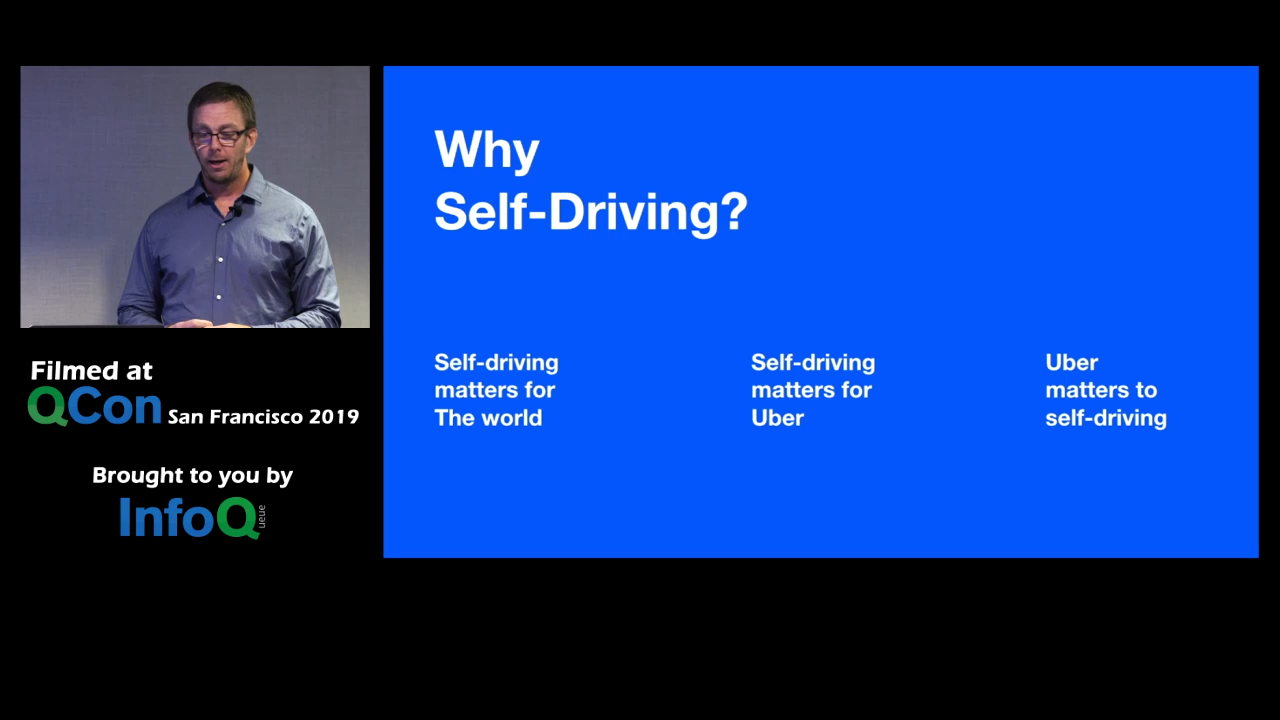 Why
Self-Driving?
Self-driving
matters for
The world
Self-driving
matters for
Uber
Uber
matters to
self-driving
Filmed at
QCon San Francisco 2019
Brought to you by
InfoQ
ueue